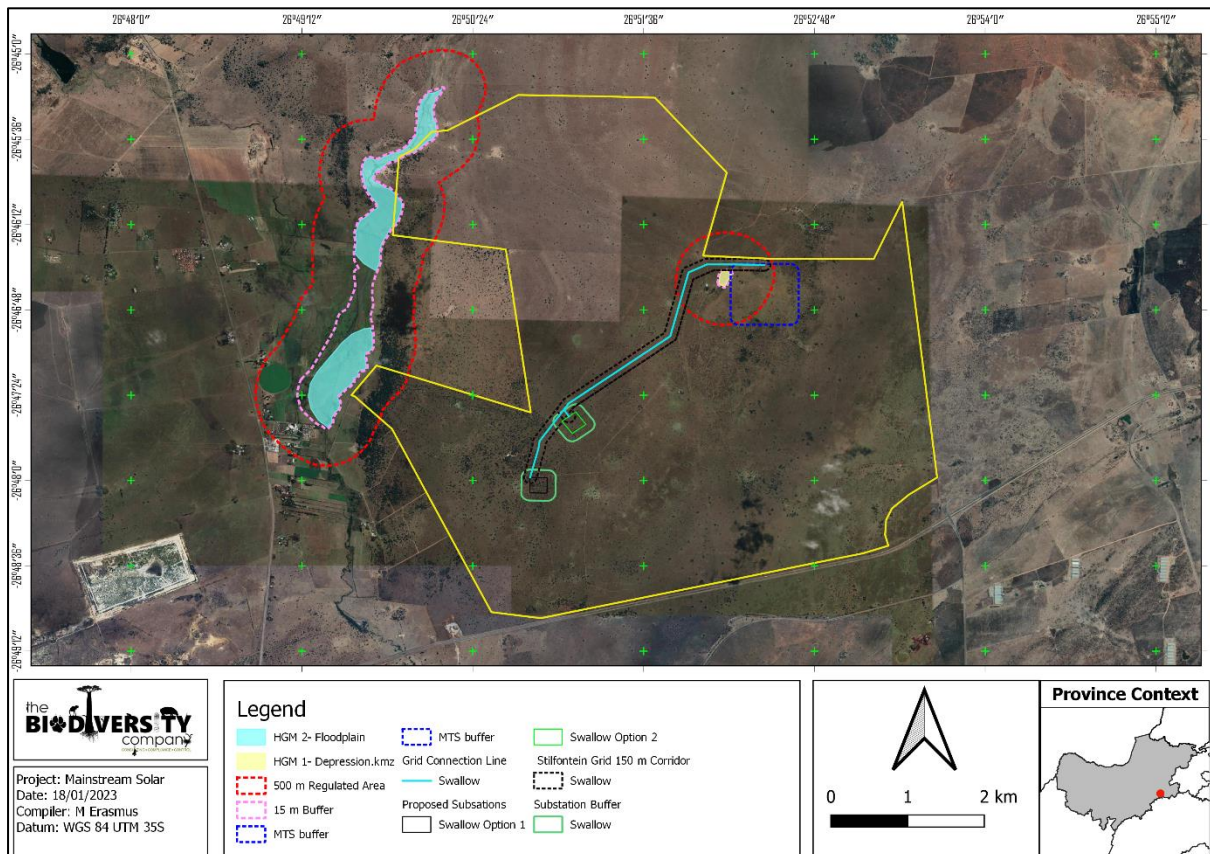 26°48'0" 26°49'12" 26°50'24" 26°51'36" 26°52'48" 26°54'0" 26°55'12"
-26°45'0"
-26°45'36"
-26°46'12"
-26°46'48"
-26°47'24"
-26°48'0"
-26°48'36"
-26°49'12"
the
BIODIVERSITY
company
Project: Mainstream Solar
Date: 18/01/2023
Compiler: M Erasmus
Datum: WGS 84 UTM 35S
Legend
HGM 2- Floodplain
HGM 1- Depression.kmz
500 m Regulated Area
15 m Buffer
MTS buffer
MTS buffer
Grid Connection Line
Swallow
Proposed Subsations
Swallow Option 1
Swallow Option 2
Stilfontein Grid 150 m Corridor
Swallow
Substation Buffer
Swallow
0 1 2 km
Province Context